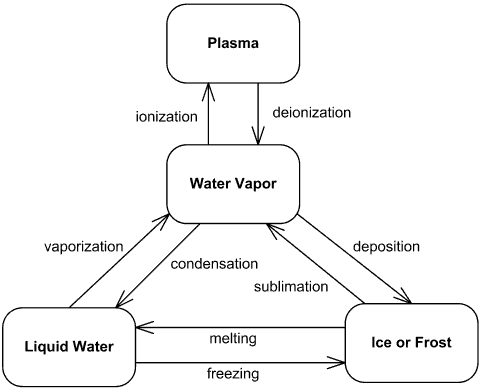 Plasma
ionization
deionization
Water Vapor
vaporization
condensation
deposition
sublimation
Liquid Water
melting
Ice or Frost
freezing